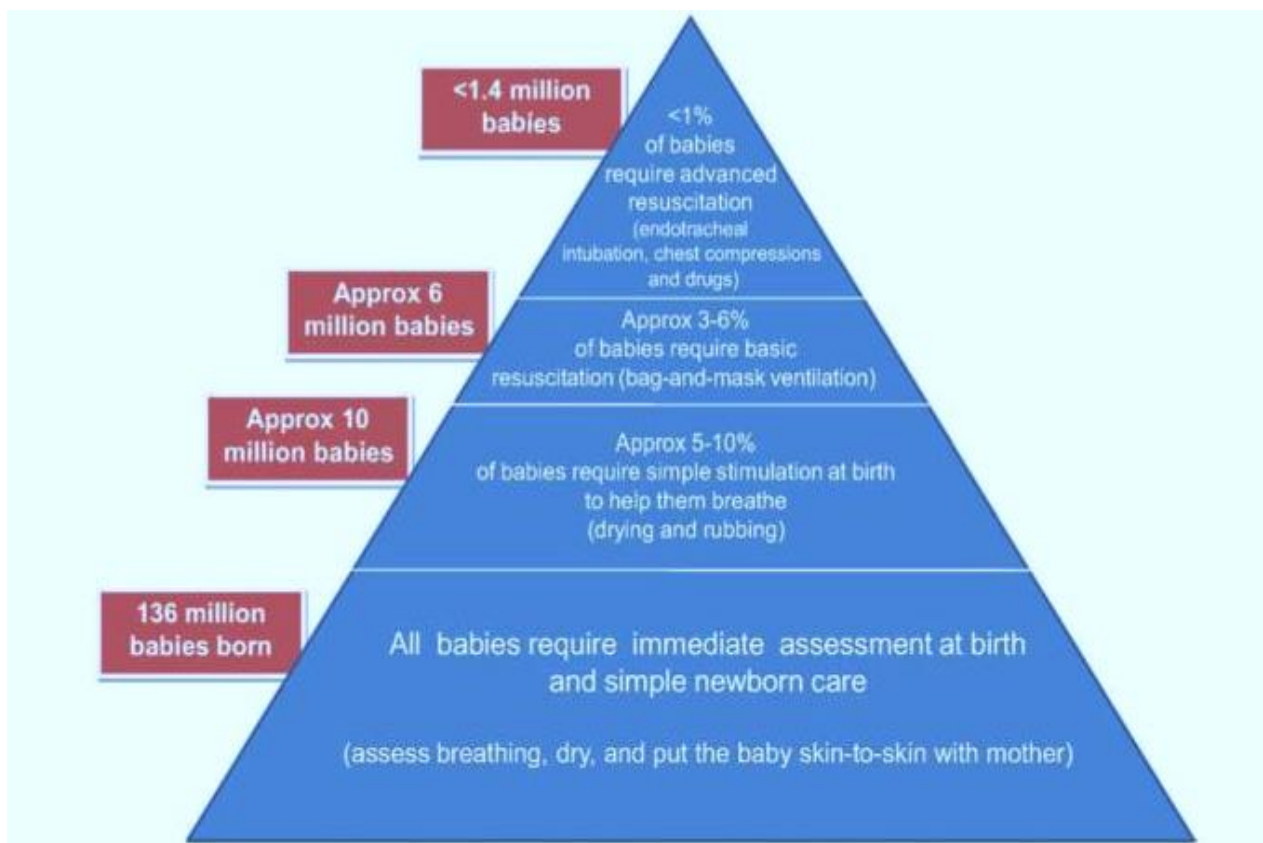 <1.4 million
babies
<1%
of babies
require advanced
resuscitation
(endotracheal
intubation, chest compressions
and drugs)
Approx 6
million babies
Approx 3-6%
of babies require basic
resuscitation (bag-and-mask ventilation)
Approx 10
million babies
Approx 5-10%
of babies require simple stimulation at birth
to help them breathe
(drying and rubbing)
136 million
babies born
All babies require immediate assessment at birth
and simple newborn care
(assess breathing, dry, and put the baby skin-to-skin with mother)